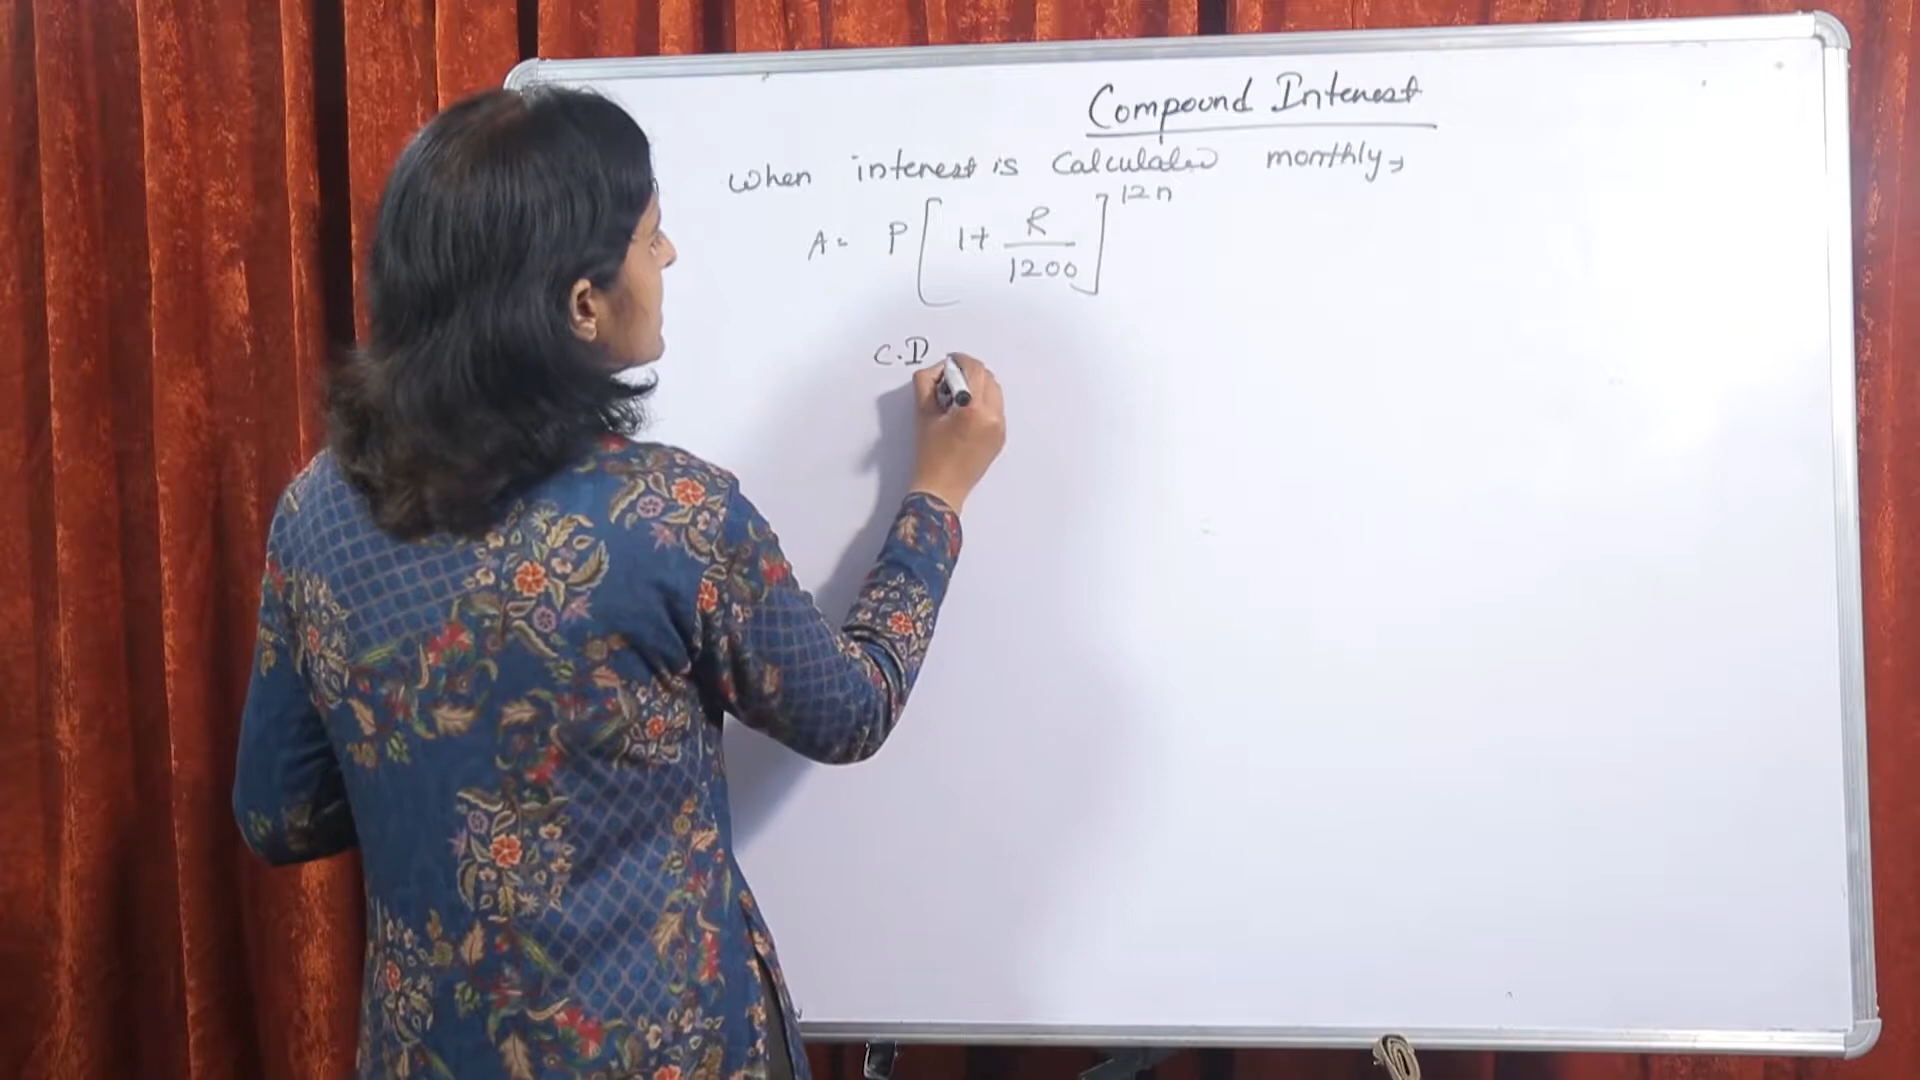 Compound Interest
When interest is Calculated monthly,
A = P [ 1 + R / 1200 ] 12n
C.I